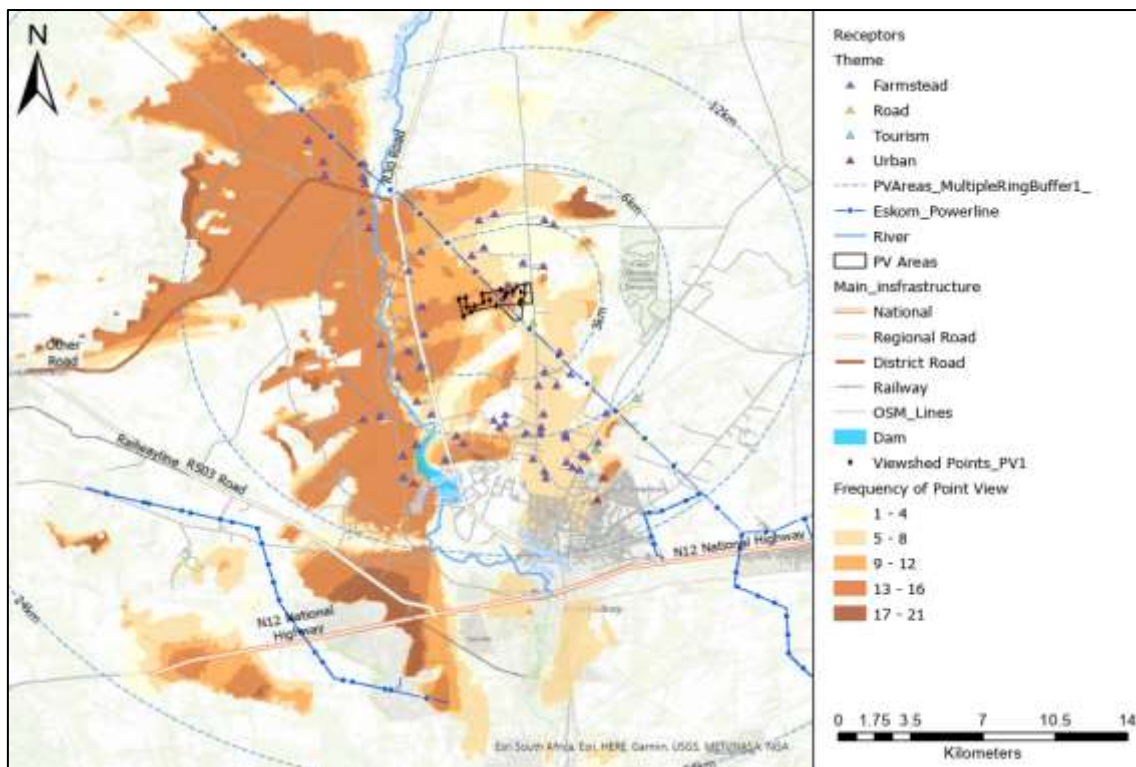 N
R30 Road
12km
6km
3km
Other
Road
Railwayline R503 Road
24km
N12 National
Highway
N12 National Highway
Esri South Africa, Esri, HERE, Garmin, USGS, METI/NASA, NGA
Receptors
Theme
Farmstead
Road
Tourism
Urban
PVAreas_MultipleRingBuffer1_
Eskom_Powerline
River
PV Areas
Main_insfrastructure
National
Regional Road
District Road
Railway
OSM_Lines
Dam
Viewshed Points_PV1
Frequency of Point View
1 - 4
5 - 8
9 - 12
13 - 16
17 - 21
0 1.75 3.5 7 10.5 14
Kilometers